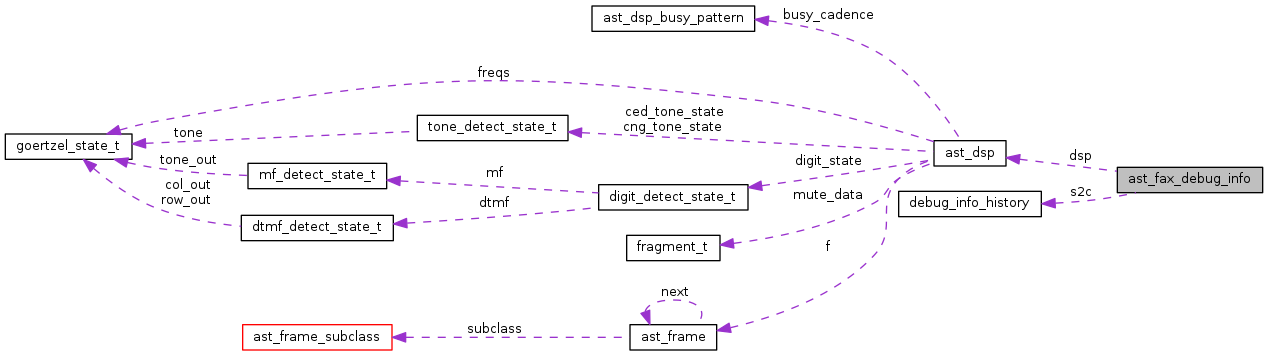 ast_dsp_busy_pattern
busy_cadence
freqs
ced_tone_state
cng_tone_state
tone_detect_state_t
tone
goertzel_state_t
ast_dsp
dsp
tone_out
digit_state
mf_detect_state_t
mf
ast_fax_debug_info
col_out
row_out
digit_detect_state_t
mute_data
s2c
dtmf
debug_info_history
dtmf_detect_state_t
fragment_t
f
next
subclass
ast_frame_subclass
ast_frame